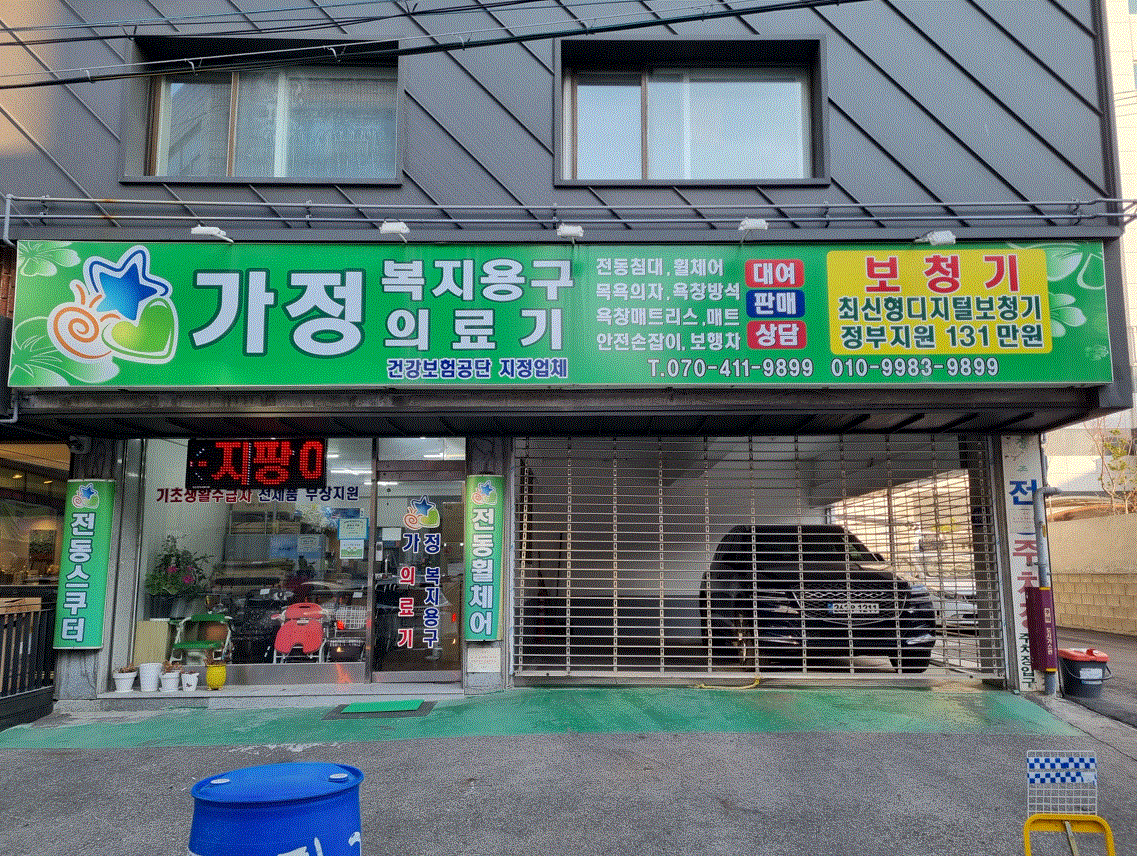 가정
복지용구
의료기
건강보험공단 지정업체
전동침대, 휠체어
목욕의자, 욕창방석
욕창매트리스, 매트
안전손잡이, 보행차
대여
판매
상담
T.070-411-9899 010-9983-9899
보청기
최신형디지털보청기
정부지원 131만원
-지팡
기초생활수급자 전제품 무상지원
전동스쿠터
가정
의료기
복지용구
전동휠체어
전
주차장